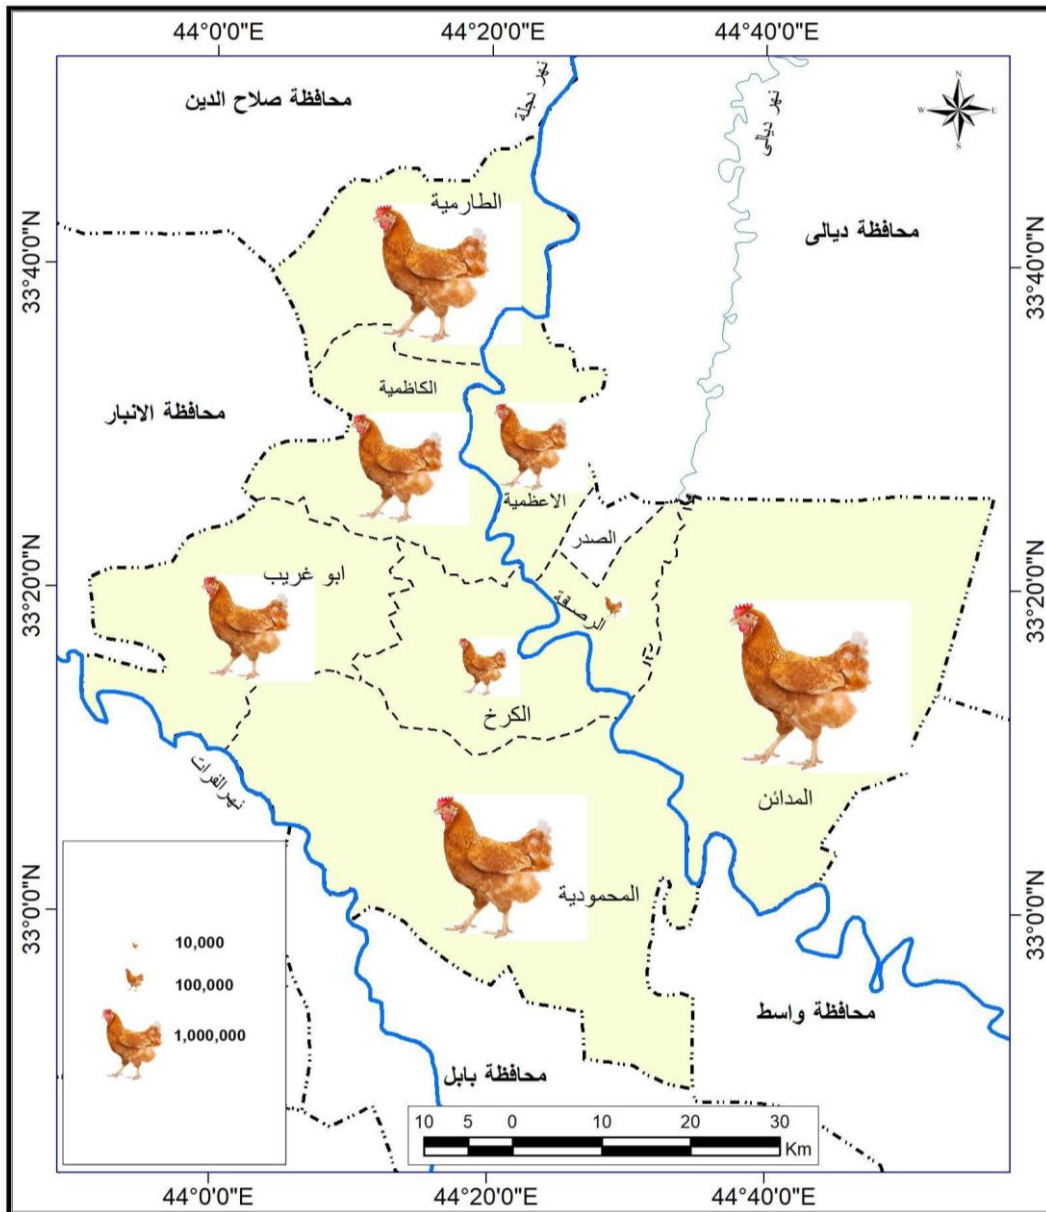 44°0'0"E
44°20'0"E
44°40'0"E
N
W
E
S
محافظة صلاح الدين
نهر دجلة
نهر ديالى
الطارمية
محافظة ديالى
33°40'0"N
33°40'0"N
الكاظمية
محافظة الانبار
الاعظمية
الصدر
ابو غريب
33°20'0"N
33°20'0"N
الرصافة
الكرخ
نهر الفرات
المدائن
المحمودية
33°0'0"N
33°0'0"N
10,000
100,000
1,000,000
محافظة واسط
محافظة بابل
10 5 0 10 20 30
Km
44°0'0"E
44°20'0"E
44°40'0"E